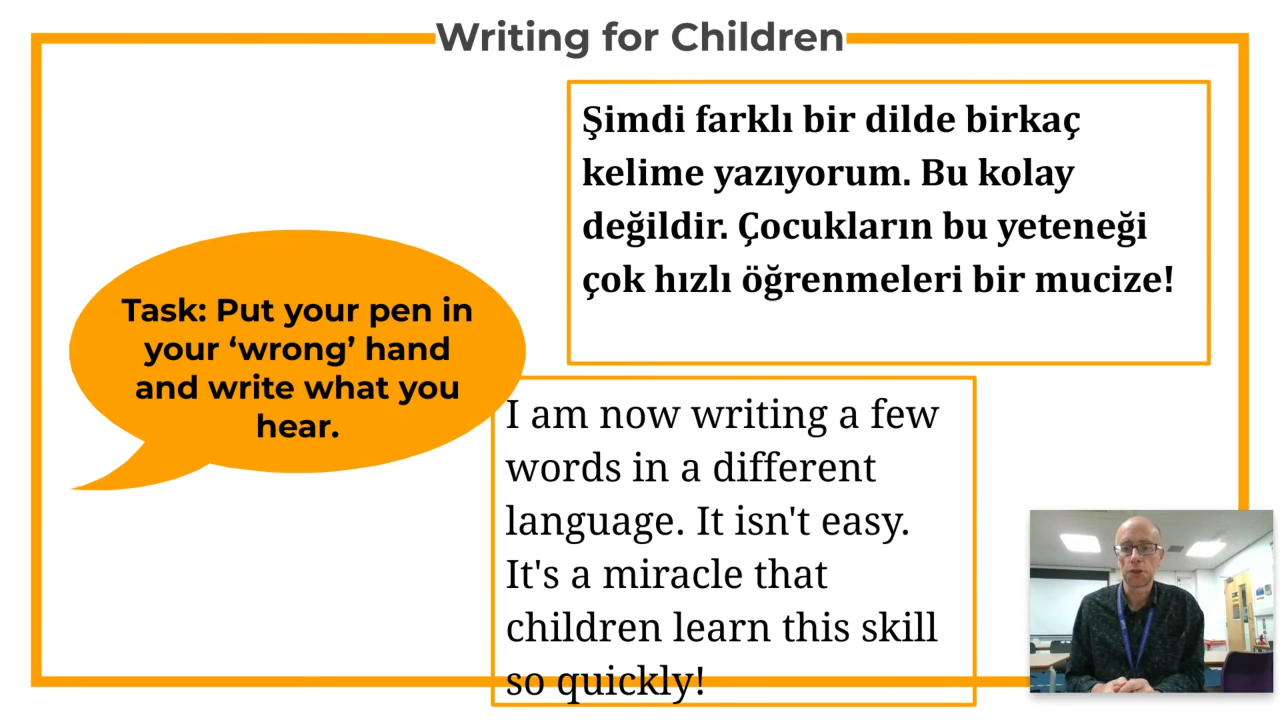 Writing for Children
Şimdi farklı bir dilde birkaç
kelime yazıyorum. Bu kolay
değildir. Çocukların bu yeteneği
çok hızlı öğrenmeleri bir mucize!
Task: Put your pen in
your ‘wrong’ hand
and write what you
hear.
I am now writing a few
words in a different
language. It isn't easy.
It's a miracle that
children learn this skill
so quickly!